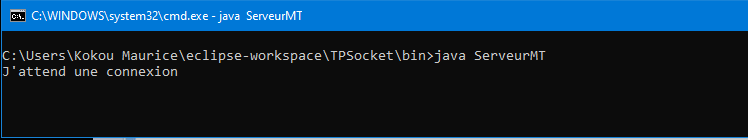 C:\WINDOWS\system32\cmd.exe - java ServeurMT
C:\Users\Kokou Maurice\eclipse-workspace\TPSocket\bin>java ServeurMT
J'attend une connexion